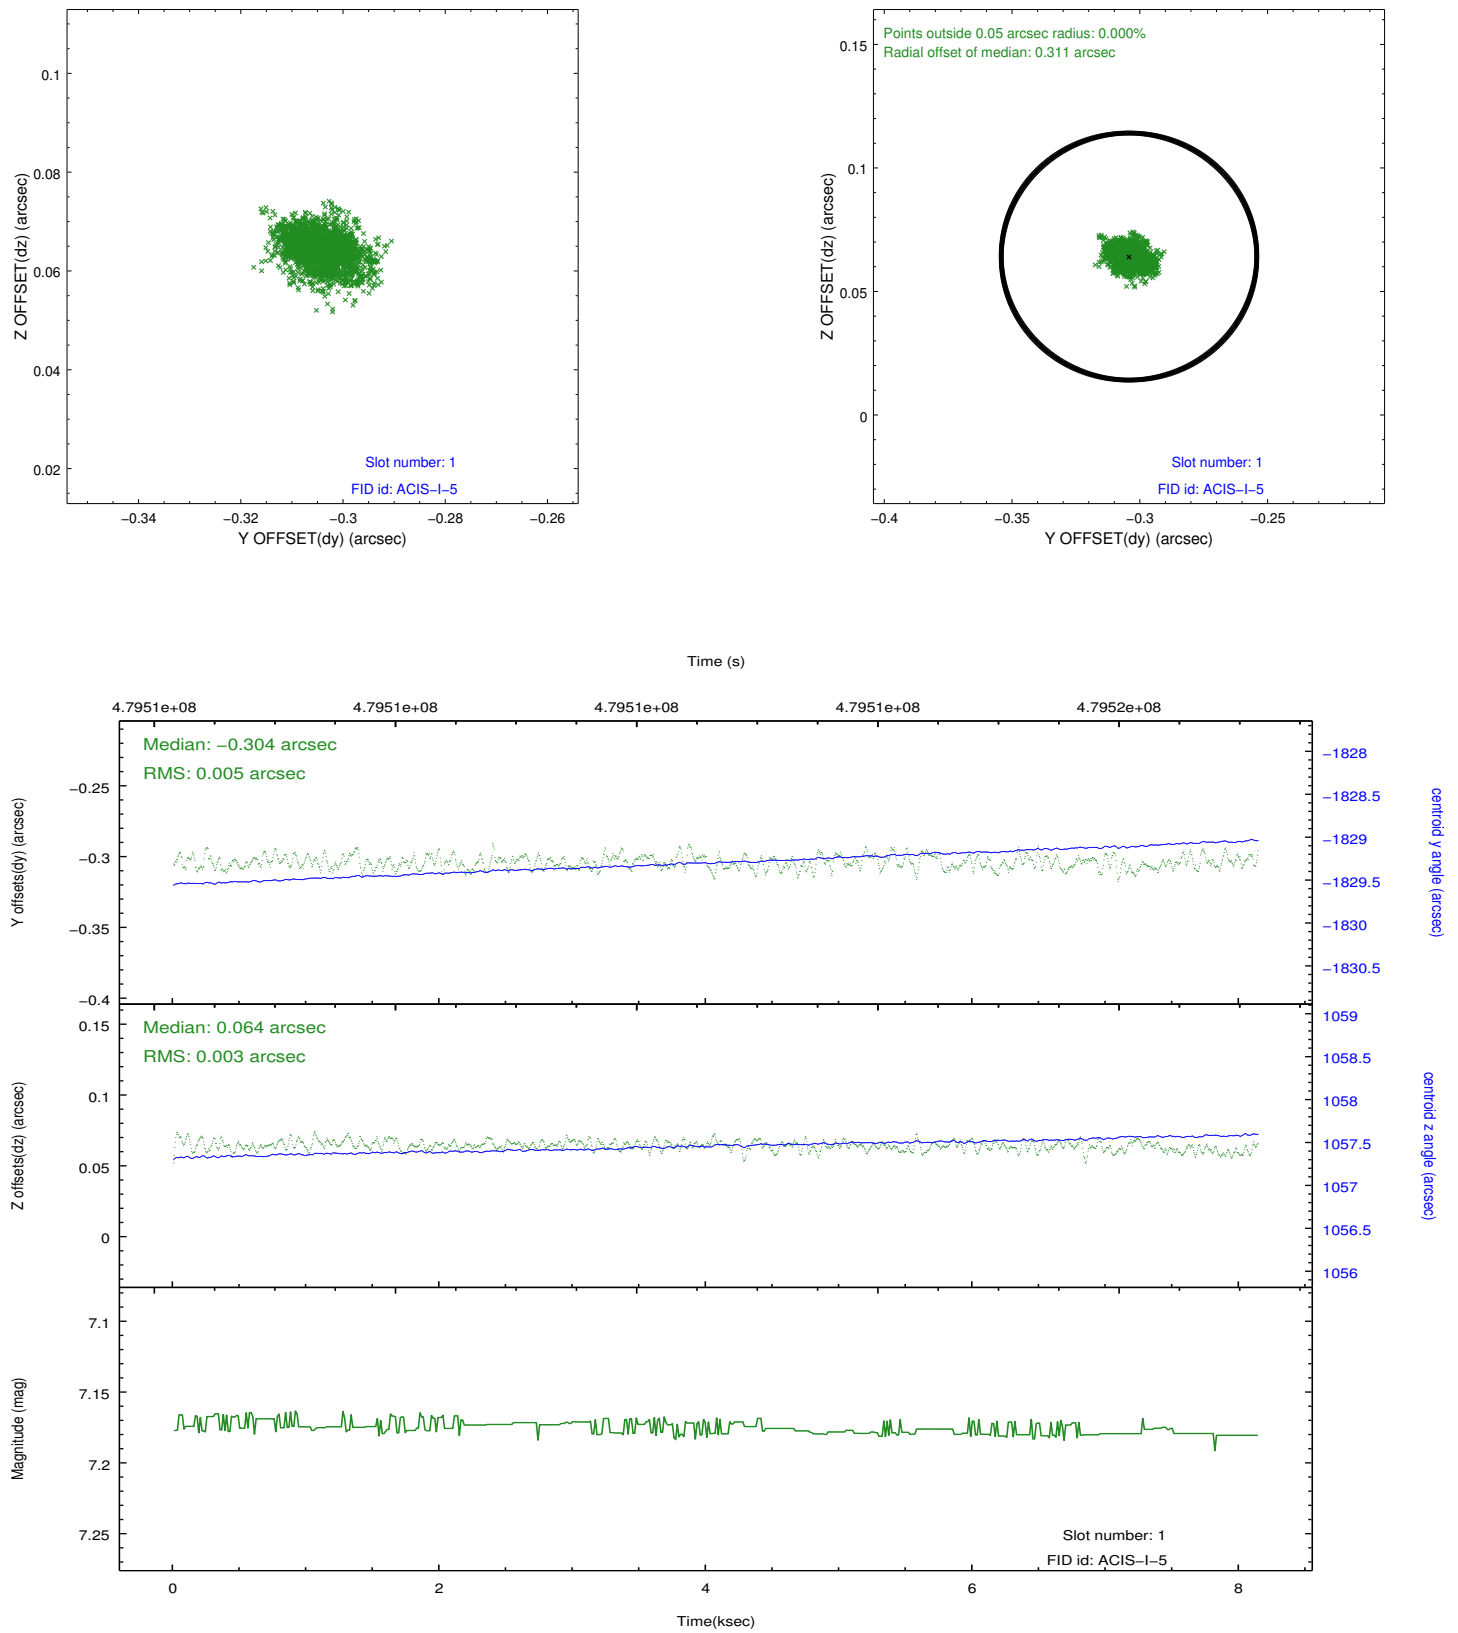 0.1
0.08
0.06
0.04
0.02
Z OFFSET(dz) (arcsec)
−0.34 −0.32 −0.3 −0.28 −0.26
Y OFFSET(dy) (arcsec)
Slot number: 1
FID id: ACIS−I−5
Points outside 0.05 arcsec radius: 0.000%
Radial offset of median: 0.311 arcsec
0.15
0.1
0.05
0
Z OFFSET(dz) (arcsec)
−0.4 −0.35 −0.3 −0.25
Y OFFSET(dy) (arcsec)
Slot number: 1
FID id: ACIS−I−5
Time (s)
4.7951e+08 4.7951e+08 4.7951e+08 4.7951e+08 4.7952e+08
Median: −0.304 arcsec
RMS: 0.005 arcsec
−0.25
−0.3
−0.35
−0.4
Y offsets(dy) (arcsec)
−1828
−1828.5
−1829
−1829.5
−1830
−1830.5
centroid y angle (arcsec)
Median: 0.064 arcsec
RMS: 0.003 arcsec
0.15
0.1
0.05
0
Z offsets(dz) (arcsec)
1059
1058.5
1058
1057.5
1057
1056.5
1056
centroid z angle (arcsec)
7.1
7.15
7.2
7.25
Magnitude (mag)
Slot number: 1
FID id: ACIS−I−5
0 2 4 6 8
Time(ksec)